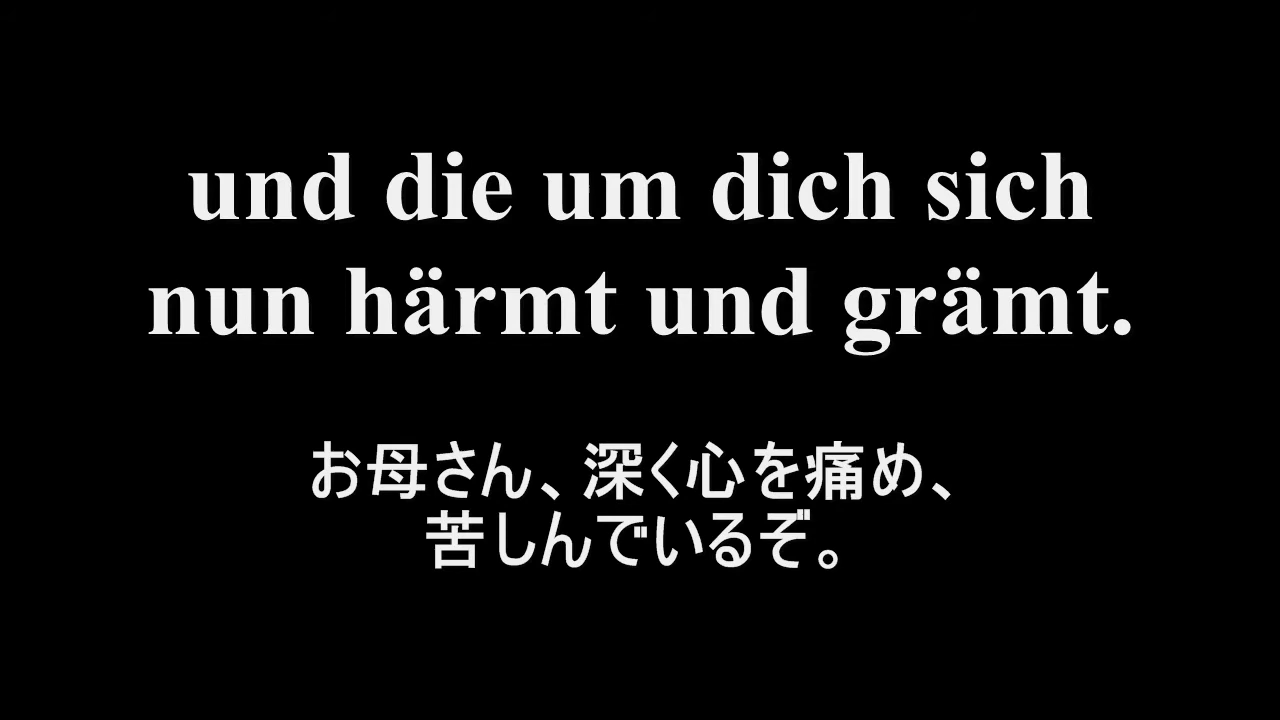 und die um dich sich
nun härmt und grämt.
お母さん、深く心を痛め、
苦しんでいるぞ。